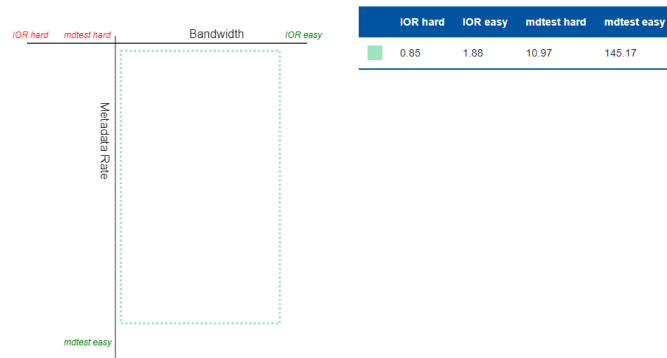 IOR hard mdtest hard Bandwidth IOR easy
Metadata Rate
mdtest easy
IOR hard IOR easy mdtest hard mdtest easy
0.85 1.88 10.97 145.17